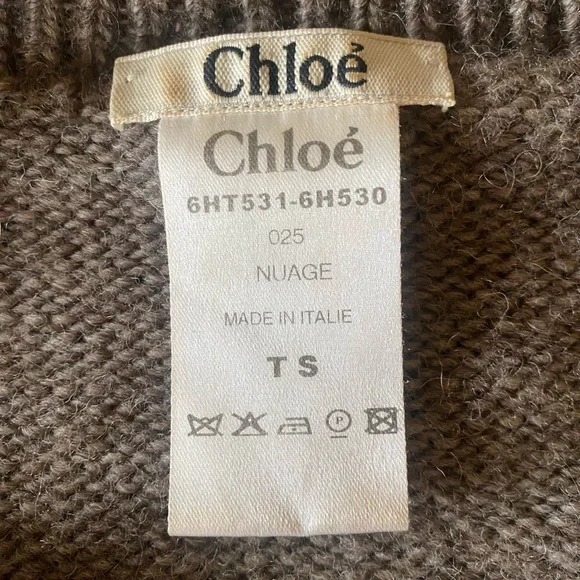 Chloé
Chloé
6HT531-6H530
025
NUAGE
MADE IN ITALIE
T S
P